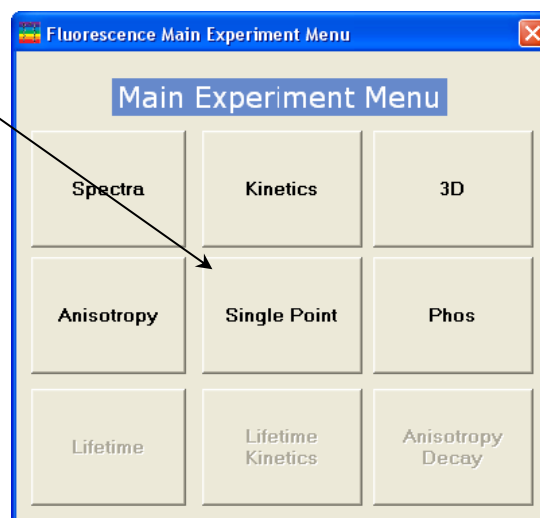 Fluorescence Main Experiment Menu
Main Experiment Menu
Spectra
Kinetics
3D
Anisotropy
Single Point
Phos
Lifetime
Lifetime
Kinetics
Anisotropy
Decay